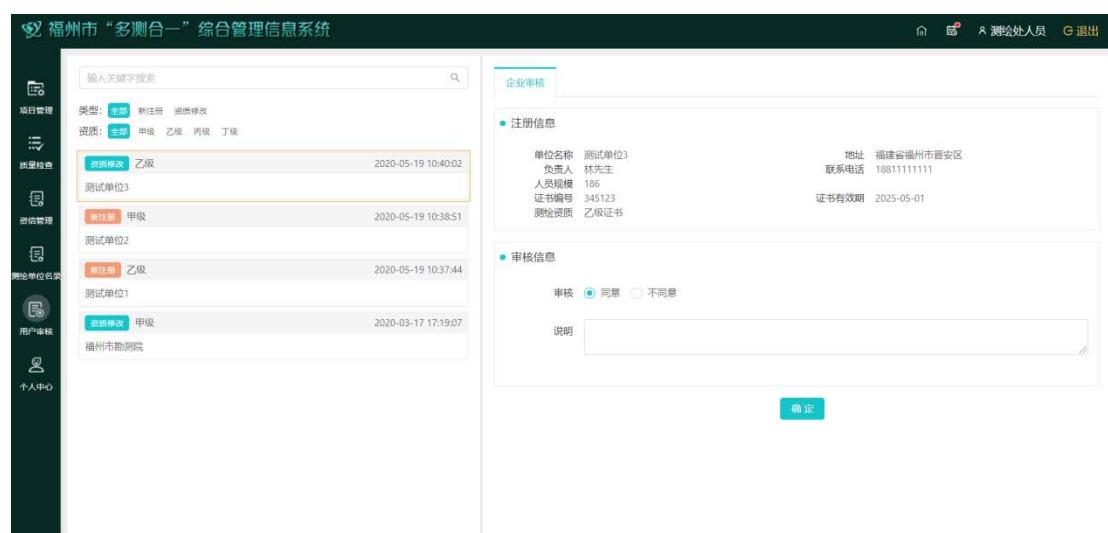 福州市“多测合一”综合管理信息系统
测绘处人员 退出
项目管理
质量检查
资信管理
测绘单位名录
用户审核
个人中心
输入关键字搜索
类型: 全部 新注册 资质修改
资质: 全部 甲级 乙级 丙级 丁级
资质修改 乙级 2020-05-19 10:40:02
测试单位3
新注册 甲级 2020-05-19 10:38:51
测试单位2
新注册 乙级 2020-05-19 10:37:44
测试单位1
资质修改 甲级 2020-03-17 17:19:07
福州市勘测院
企业审核
注册信息
单位名称 测试单位3 地址 福建省福州市晋安区
负责人 林先生 联系电话 18811111111
人员规模 186
证书编号 345123 证书有效期 2025-05-01
测绘资质 乙级证书
审核信息
审核 同意 不同意
说明
确定